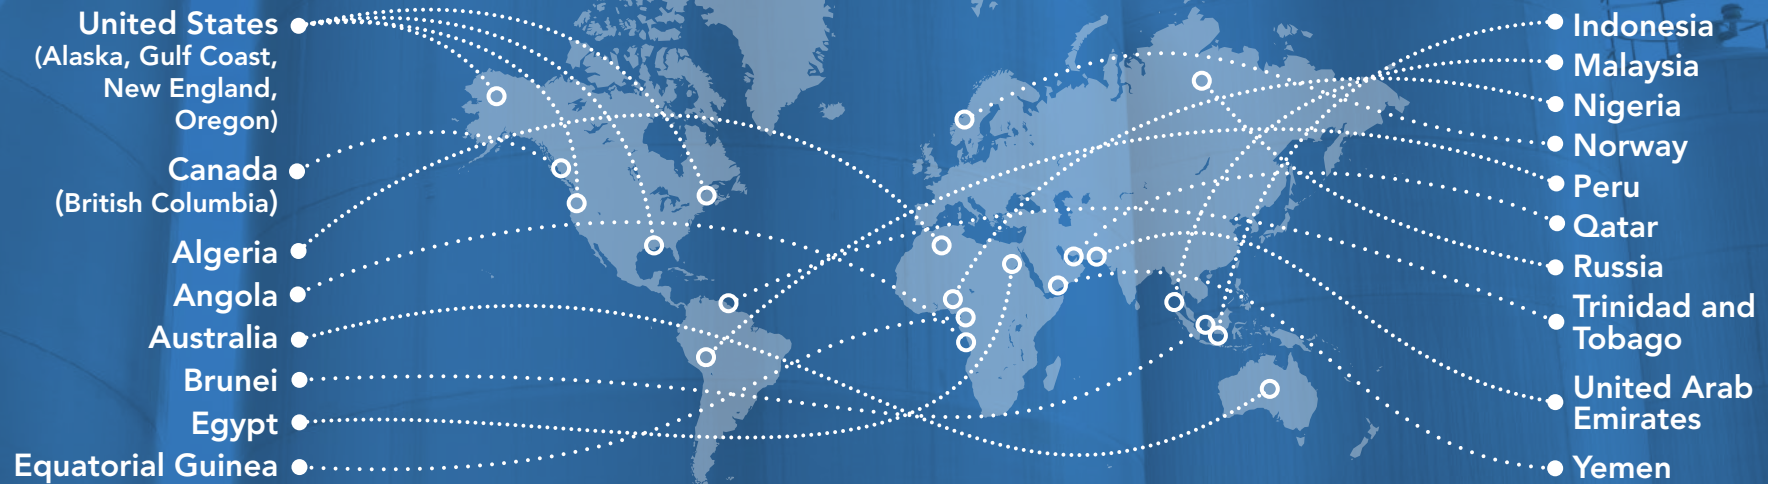 United States
(Alaska, Gulf Coast,
New England,
Oregon)
Canada
(British Columbia)
Algeria
Angola
Australia
Brunei
Egypt
Equatorial Guinea
Indonesia
Malaysia
Nigeria
Norway
Peru
Qatar
Russia
Trinidad and
Tobago
United Arab
Emirates
Yemen